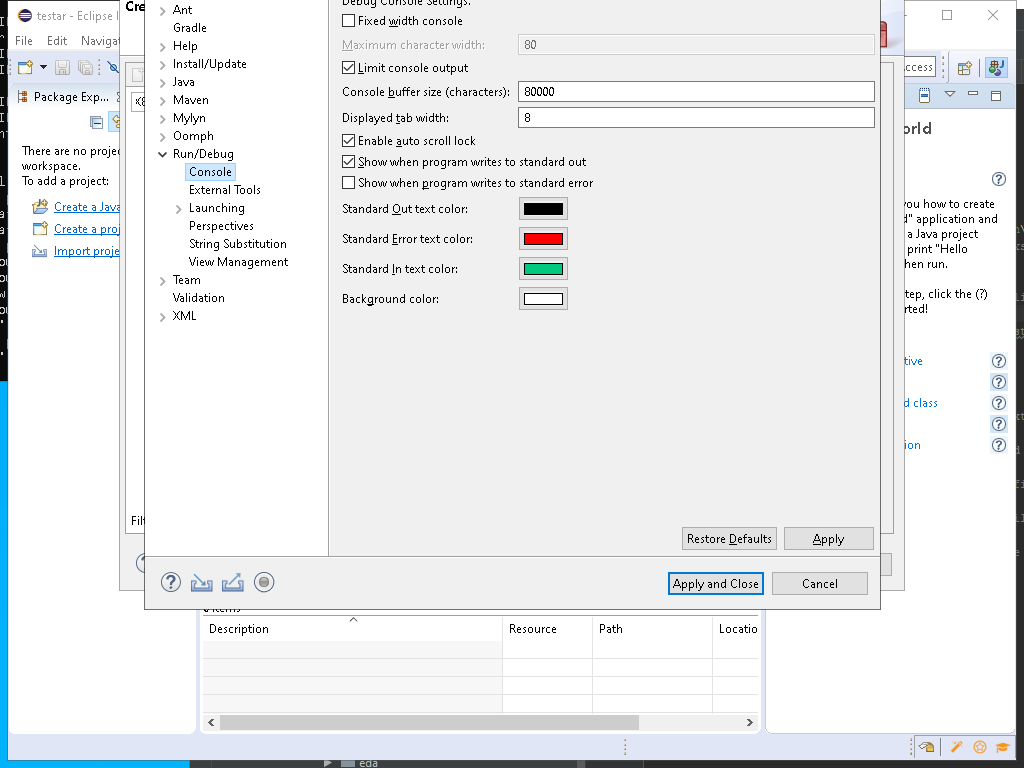 testar - Eclipse I
File Edit Navigat
Package Exp...
There are no proje
workspace.
To add a project:
Create a Java
Create a proj
Import proje
Cre
Filt
Ant
Gradle
Help
Install/Update
Java
Maven
Mylyn
Oomph
Run/Debug
Console
External Tools
Launching
Perspectives
String Substitution
View Management
Team
Validation
XML
Debug Console Settings.
Fixed width console
Maximum character width: 80
Limit console output
Console buffer size (characters): 80000
Displayed tab width: 8
Enable auto scroll lock
Show when program writes to standard out
Show when program writes to standard error
Standard Out text color:
Standard Error text color:
Standard In text color:
Background color:
Restore Defaults Apply
Apply and Close Cancel
ccess
orld
you how to create
d" application and
a Java project
print "Hello
hen run.
tep, click the (?)
rted!
tive
d class
ion
Description Resource Path Locatio
eda